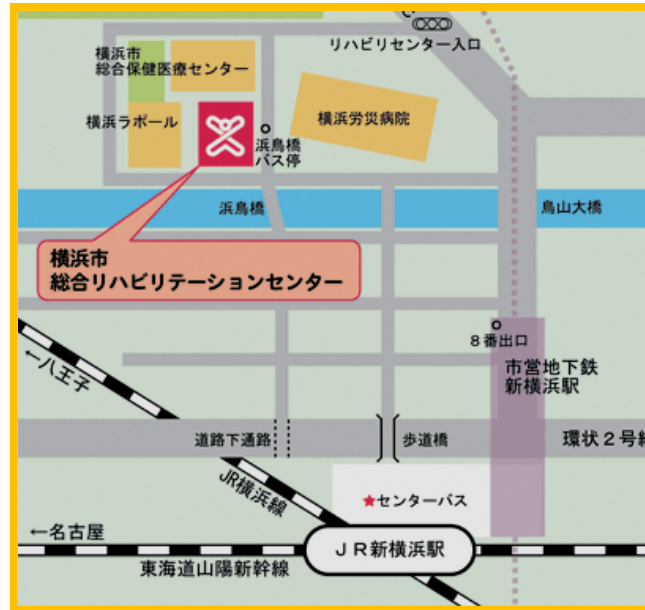 リハビリセンター入口
横浜市
総合保健医療センター
横浜ラポール
横浜労災病院
浜鳥橋
バス停
浜鳥橋
鳥山大橋
横浜市
総合リハビリテーションセンター
8番出口
←八王子
市営地下鉄
新横浜駅
道路下通路
歩道橋
環状2号
JR横浜線
★センターバス
←名古屋
JR新横浜駅
東海道山陽新幹線